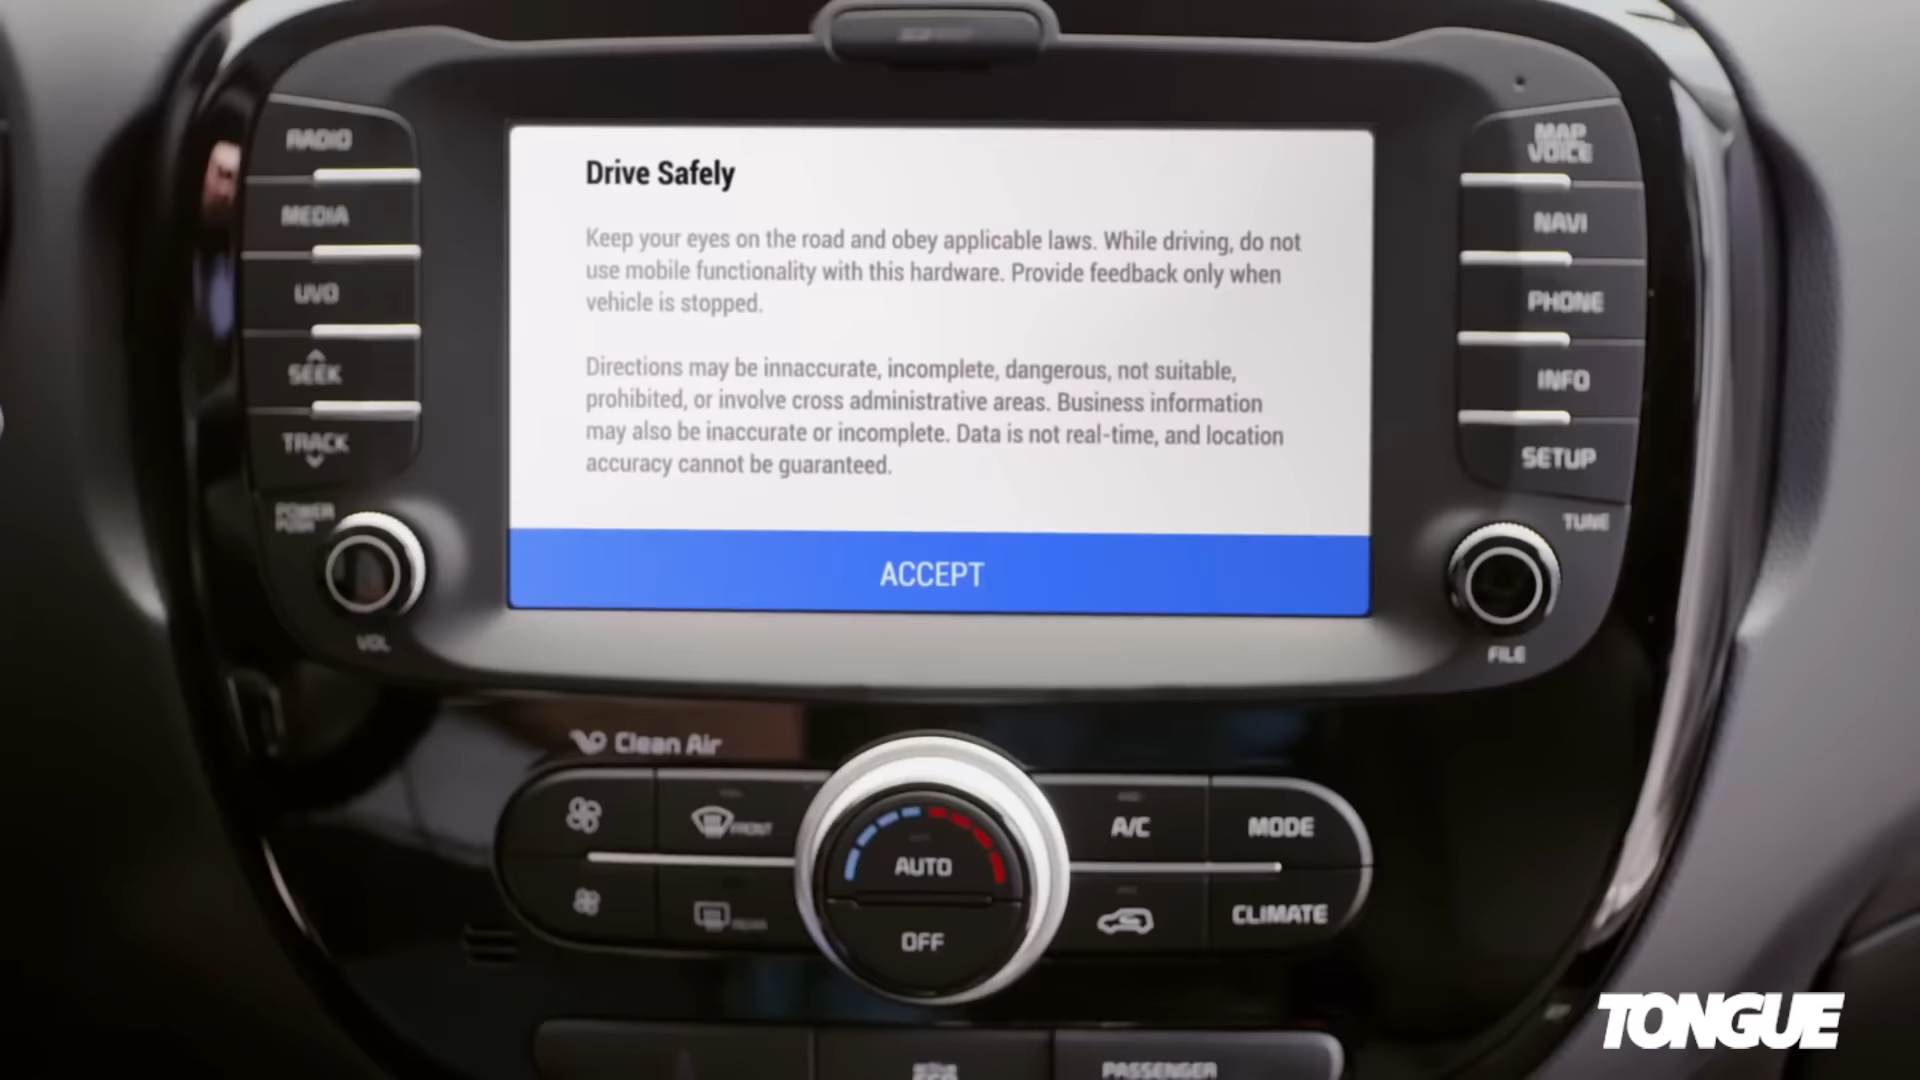 RADIO
MEDIA
UVO
SEEK
TRACK
POWER
PUSH
VOL
Drive Safely
Keep your eyes on the road and obey applicable laws. While driving, do not
use mobile functionality with this hardware. Provide feedback only when
vehicle is stopped.
Directions may be innaccurate, incomplete, dangerous, not suitable,
prohibited, or involve cross administrative areas. Business information
may also be inaccurate or incomplete. Data is not real-time, and location
accuracy cannot be guaranteed.
ACCEPT
MAP
VOICE
NAVI
PHONE
INFO
SETUP
TUNE
FILE
Clean Air
FRONT
REAR
AUTO
OFF
A/C
MODE
CLIMATE
PASSENGER
TONGUE